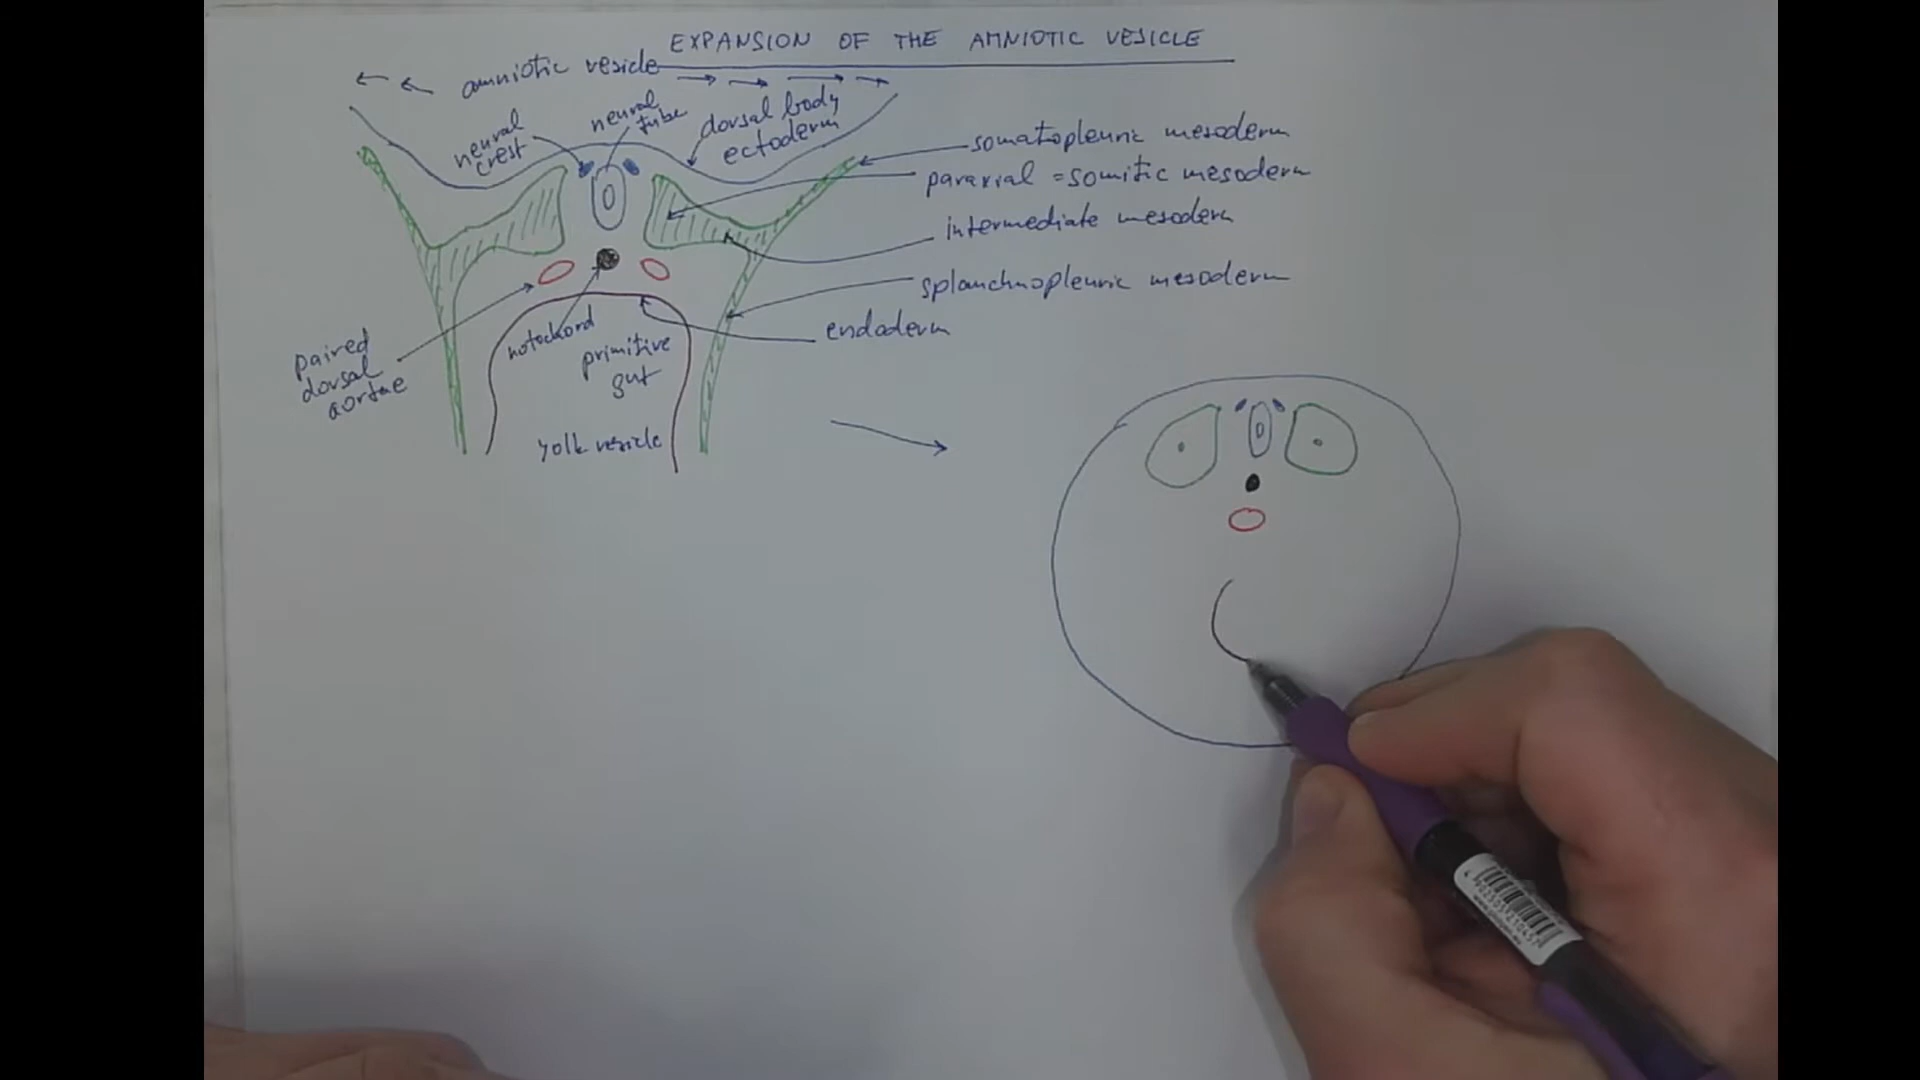 EXPANSION OF THE AMNIOTIC VESICLE
amniotic vesicle
neural
crest
neural
tube
dorsal body
ectoderm
somatopleuric mesoderm
paraxial = somitic mesoderm
intermediate mesoderm
splanchnopleuric mesoderm
endoderm
notochord
primitive
gut
paired
dorsal
aortae
yolk vesicle